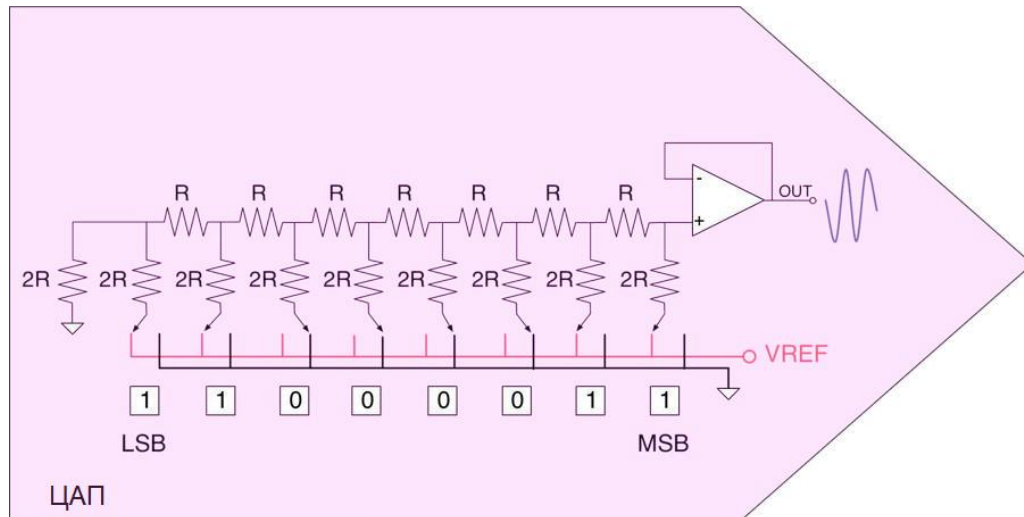 R R R R R R R
- OUT
+
2R 2R 2R 2R 2R 2R 2R 2R 2R
VREF
1 1 0 0 0 0 1 1
LSB MSB
ЦАП